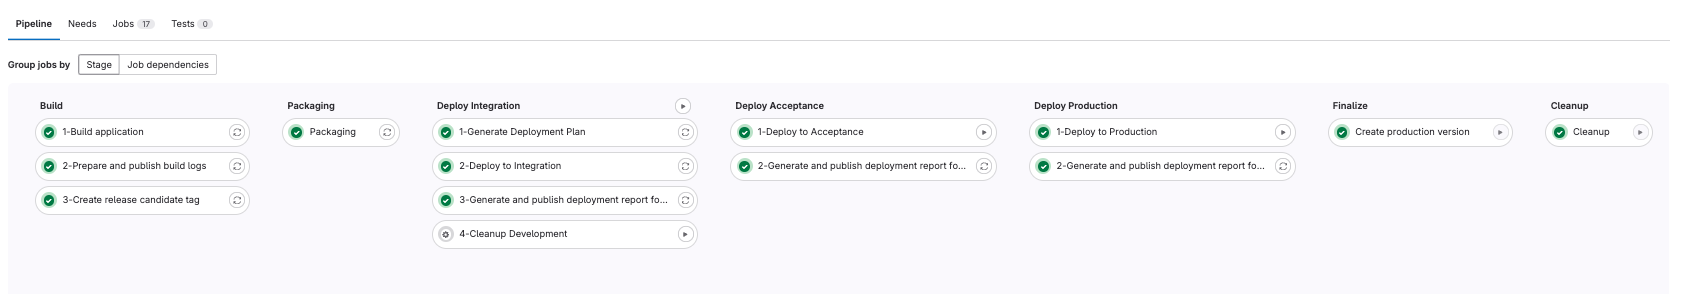 Pipeline Needs Jobs 17 Tests 0
Group jobs by Stage Job dependencies
Build
1-Build application
2-Prepare and publish build logs
3-Create release candidate tag
Packaging
Packaging
Deploy Integration
1-Generate Deployment Plan
2-Deploy to Integration
3-Generate and publish deployment report fo...
4-Cleanup Development
Deploy Acceptance
1-Deploy to Acceptance
2-Generate and publish deployment report fo...
Deploy Production
1-Deploy to Production
2-Generate and publish deployment report fo...
Finalize
Create production version
Cleanup
Cleanup